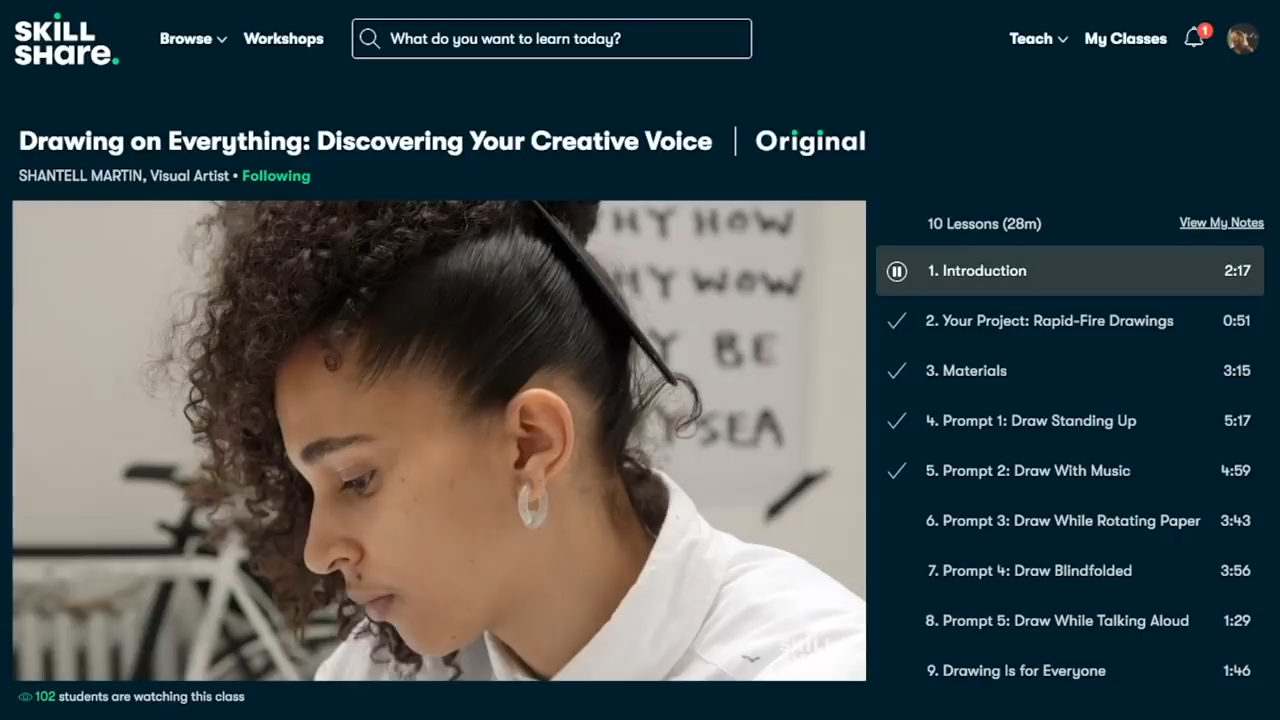 SKiLL
SHare.
Browse
Workshops
What do you want to learn today?
Teach
My Classes
1
Drawing on Everything: Discovering Your Creative Voice | Original
SHANTELL MARTIN, Visual Artist • Following
HY HOW
HY WOW
Y BE
YSEA
SKILL
10 Lessons (28m)
View My Notes
1. Introduction 2:17
2. Your Project: Rapid-Fire Drawings 0:51
3. Materials 3:15
4. Prompt 1: Draw Standing Up 5:17
5. Prompt 2: Draw With Music 4:59
6. Prompt 3: Draw While Rotating Paper 3:43
7. Prompt 4: Draw Blindfolded 3:56
8. Prompt 5: Draw While Talking Aloud 1:29
9. Drawing Is for Everyone 1:46
102 students are watching this class